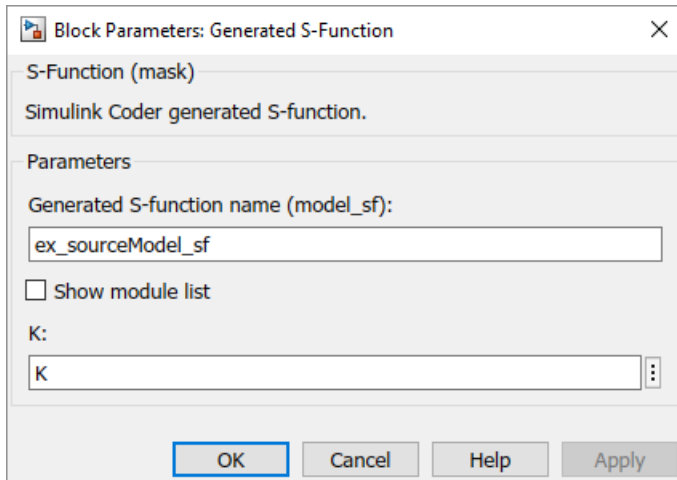 Block Parameters: Generated S-Function
S-Function (mask)
Simulink Coder generated S-function.
Parameters
Generated S-function name (model_sf):
ex_sourceModel_sf
Show module list
K:
K
OK Cancel Help Apply